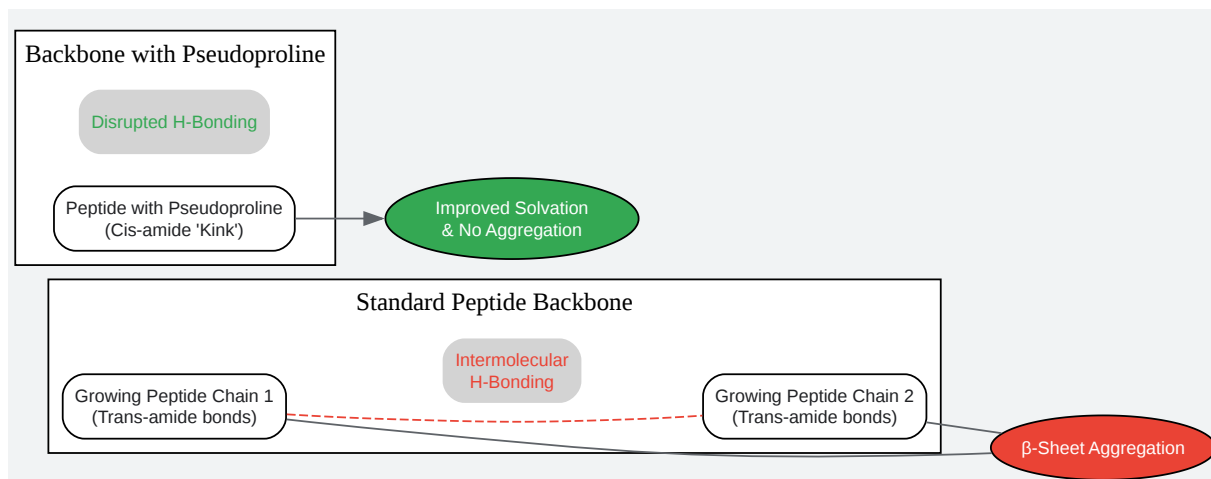 Backbone with Pseudoproline
Disrupted H-Bonding
Peptide with Pseudoproline
(Cis-amide 'Kink')
Improved Solvation
& No Aggregation
Standard Peptide Backbone
Intermolecular
H-Bonding
Growing Peptide Chain 1
(Trans-amide bonds)
Growing Peptide Chain 2
(Trans-amide bonds)
β-Sheet Aggregation